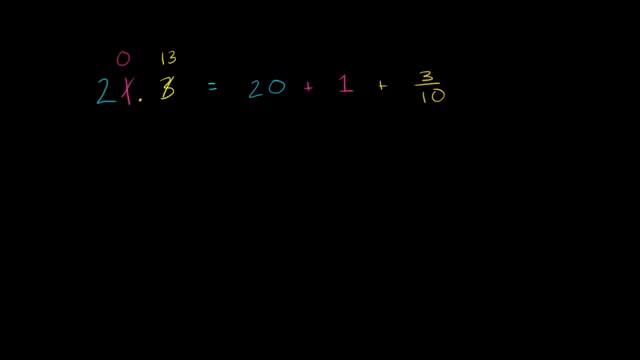 0 13
21.3 = 20 + 1 + 3/10